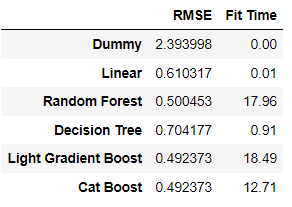 RMSE Fit Time
Dummy 2.393998 0.00
Linear 0.610317 0.01
Random Forest 0.500453 17.96
Decision Tree 0.704177 0.91
Light Gradient Boost 0.492373 18.49
Cat Boost 0.492373 12.71